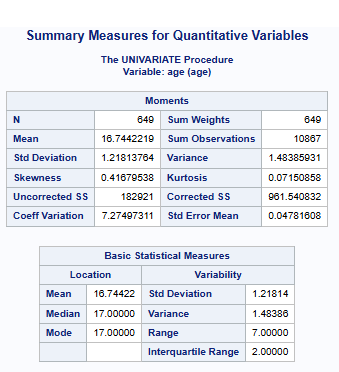 Summary Measures for Quantitative Variables
The UNIVARIATE Procedure
Variable: age (age)
Moments
N 649 Sum Weights 649
Mean 16.7442219 Sum Observations 10867
Std Deviation 1.21813764 Variance 1.48385931
Skewness 0.41679538 Kurtosis 0.07150858
Uncorrected SS 182921 Corrected SS 961.540832
Coeff Variation 7.27497311 Std Error Mean 0.04781608
Basic Statistical Measures
Location Variability
Mean 16.74422 Std Deviation 1.21814
Median 17.00000 Variance 1.48386
Mode 17.00000 Range 7.00000
Interquartile Range 2.00000